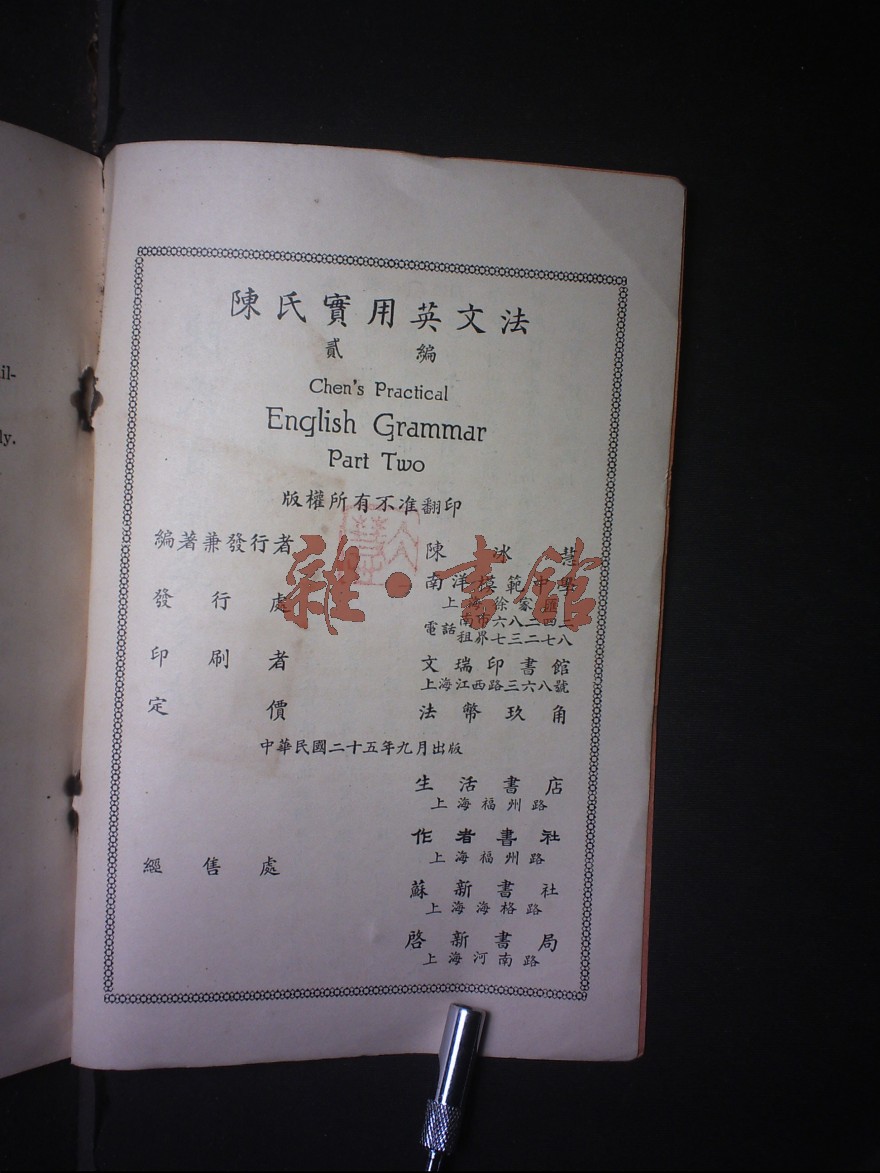 il-
ly.
陳氏實用英文法
貳編
Chen's Practical
English Grammar
Part Two
版權所有不准翻印
編著兼發行者 陳冰慧
發行處 南洋模範中學
上海徐家匯
電話 南市六八二四二
租界七三二七八
印刷者 文瑞印書館
上海江西路三六八號
定價 法幣玖角
中華民國二十五年九月出版
經售處
生活書店
上海福州路
作者書社
上海福州路
蘇新書社
上海海格路
啓新書局
上海河南路
雜·書館